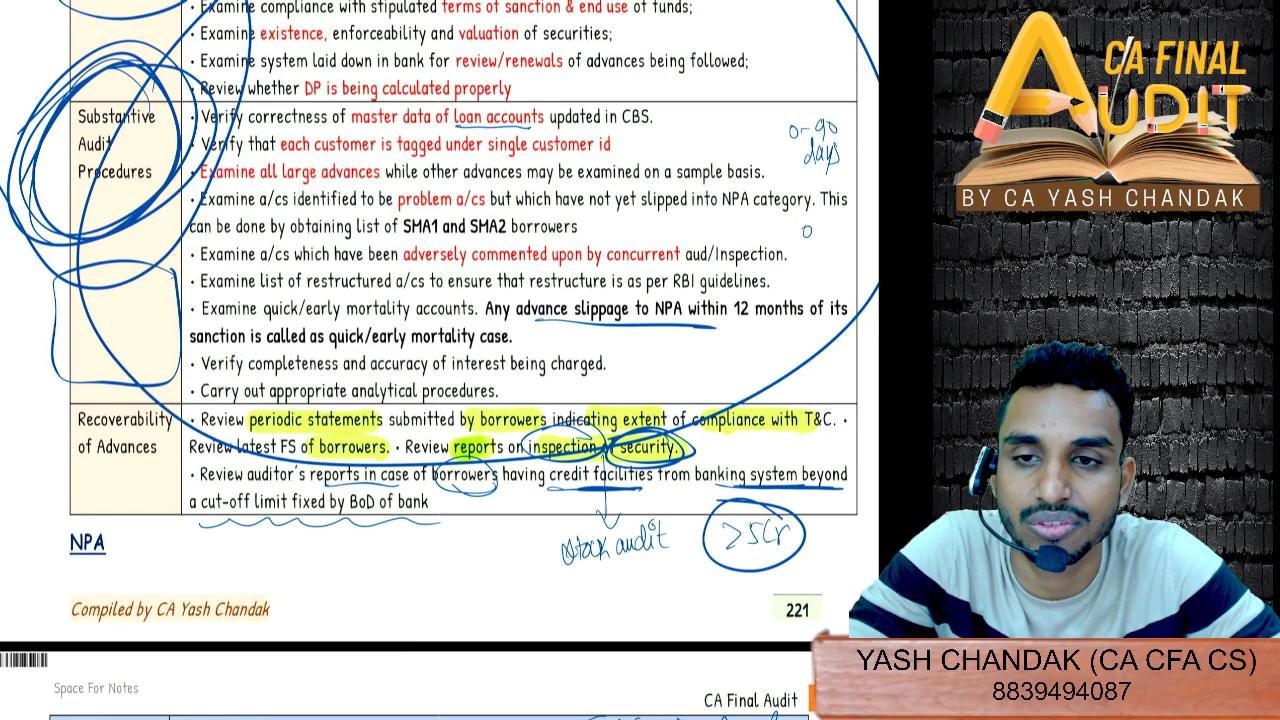 · Examine compliance with stipulated terms of sanction & end use of funds;
· Examine existence, enforceability and valuation of securities;
· Examine system laid down in bank for review/renewals of advances being followed;
· Review whether DP is being calculated properly
Substantive
Audit
Procedures
· Verify correctness of master data of loan accounts updated in CBS.
· Verify that each customer is tagged under single customer id
· Examine all large advances while other advances may be examined on a sample basis.
· Examine a/cs identified to be problem a/cs but which have not yet slipped into NPA category. This
can be done by obtaining list of SMA1 and SMA2 borrowers
· Examine a/cs which have been adversely commented upon by concurrent aud/Inspection.
· Examine list of restructured a/cs to ensure that restructure is as per RBI guidelines.
· Examine quick/early mortality accounts. Any advance slippage to NPA within 12 months of its
sanction is called as quick/early mortality case.
· Verify completeness and accuracy of interest being charged.
· Carry out appropriate analytical procedures.
0-90
days
0
Recoverability
of Advances
· Review periodic statements submitted by borrowers indicating extent of compliance with T&C. ·
Review latest FS of borrowers. · Review reports on inspection of security.
· Review auditor's reports in case of borrowers having credit facilities from banking system beyond
a cut-off limit fixed by BoD of bank
stock audit
>5Cr
NPA
Compiled by CA Yash Chandak
221
Space For Notes
CA Final Audit
CA FINAL
AUDIT
BY CA YASH CHANDAK
YASH CHANDAK (CA CFA CS)
8839494087